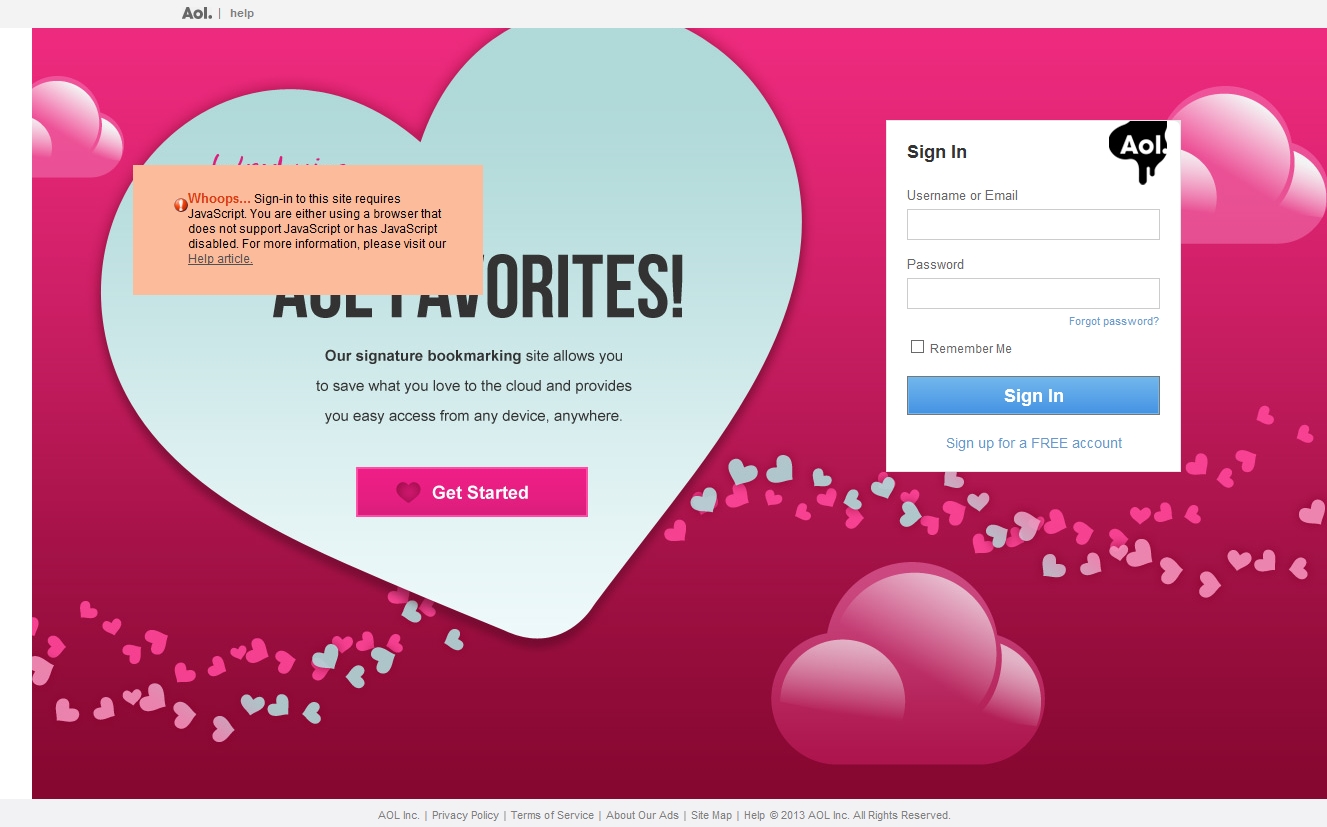 Aol. | help
Whoops... Sign-in to this site requires
JavaScript. You are either using a browser that
does not support JavaScript or has JavaScript
disabled. For more information, please visit our
Help article.
AOL FAVORITES!
Our signature bookmarking site allows you
to save what you love to the cloud and provides
you easy access from any device, anywhere.
Get Started
Sign In
Aol.
Username or Email
Password
Forgot password?
Remember Me
Sign In
Sign up for a FREE account
AOL Inc. | Privacy Policy | Terms of Service | About Our Ads | Site Map | Help © 2013 AOL Inc. All Rights Reserved.